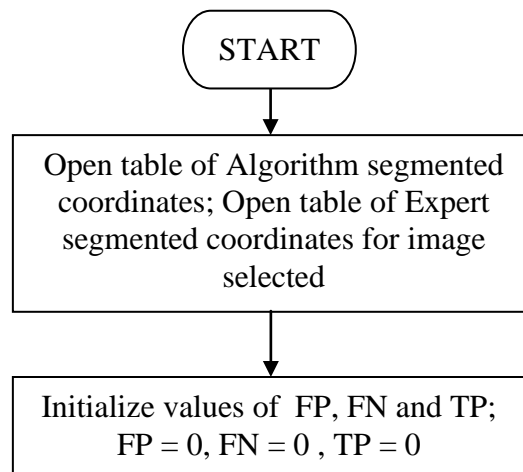 START
Open table of Algorithm segmented
coordinates; Open table of Expert
segmented coordinates for image
selected
Initialize values of  FP, FN and TP;
FP = 0, FN = 0 , TP = 0